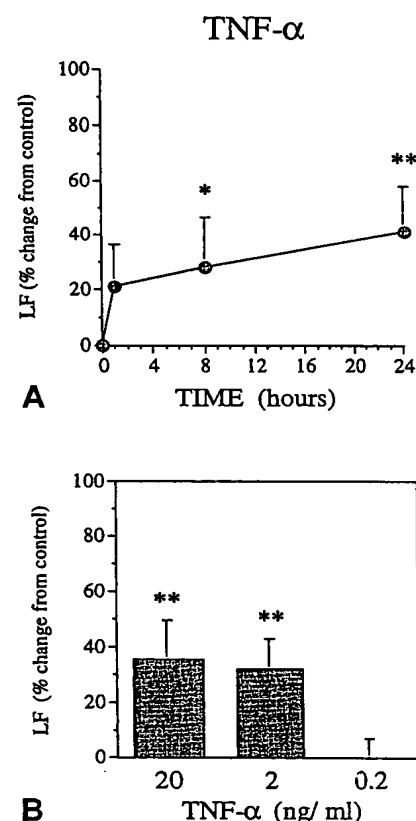 TNF-α
LF (% change from control)
100
80
60
40
20
0
*
**
0 4 8 12 16 20 24
A TIME (hours)
LF (% change from control)
100
80
60
40
20
0
**
**
20 2 0.2
B TNF-α (ng/ ml)